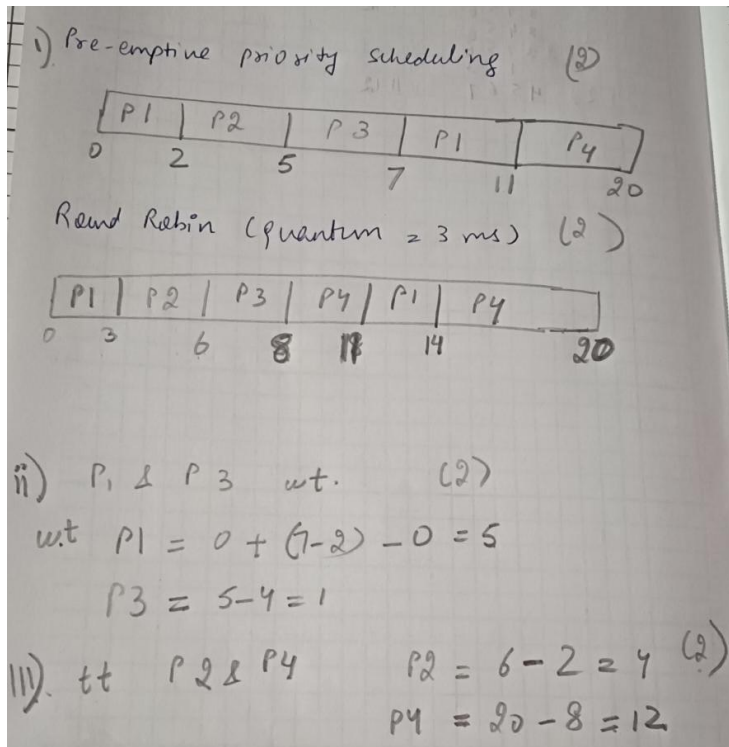 i) Pre-emptive priority scheduling (2)
P1 P2 P3 P1 P4
0 2 5 7 11 20
Round Robin (quantum = 3 ms) (2)
P1 P2 P3 P4 P1 P4
0 3 6 8 11 14 20
ii) P1 & P3 wt. (2)
w.t P1 = 0 + (7-2) - 0 = 5
P3 = 5-4 = 1
III). tt P2 & P4 P2 = 6 - 2 = 4 (2)
P4 = 20 - 8 = 12